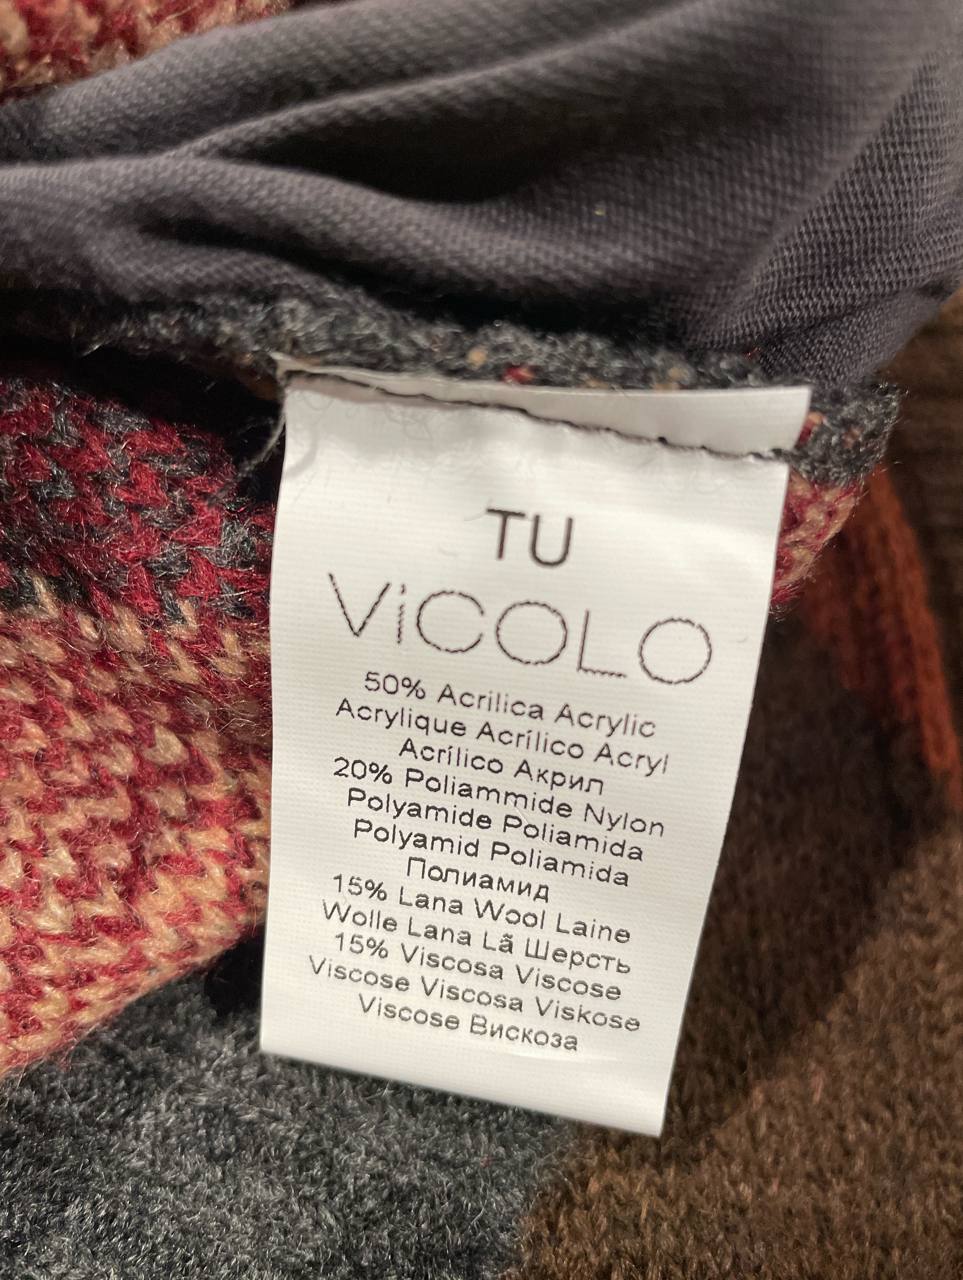 TU
ViCOLO
50% Acrilica Acrylic
Acrylique Acrílico Acryl
Acrílico Акрил
20% Poliammide Nylon
Polyamide Poliamida
Polyamid Poliamida
Полиамид
15% Lana Wool Laine
Wolle Lana Lã Шерсть
15% Viscosa Viscose
Viscose Viscosa Viskose
Viscose Вискоза